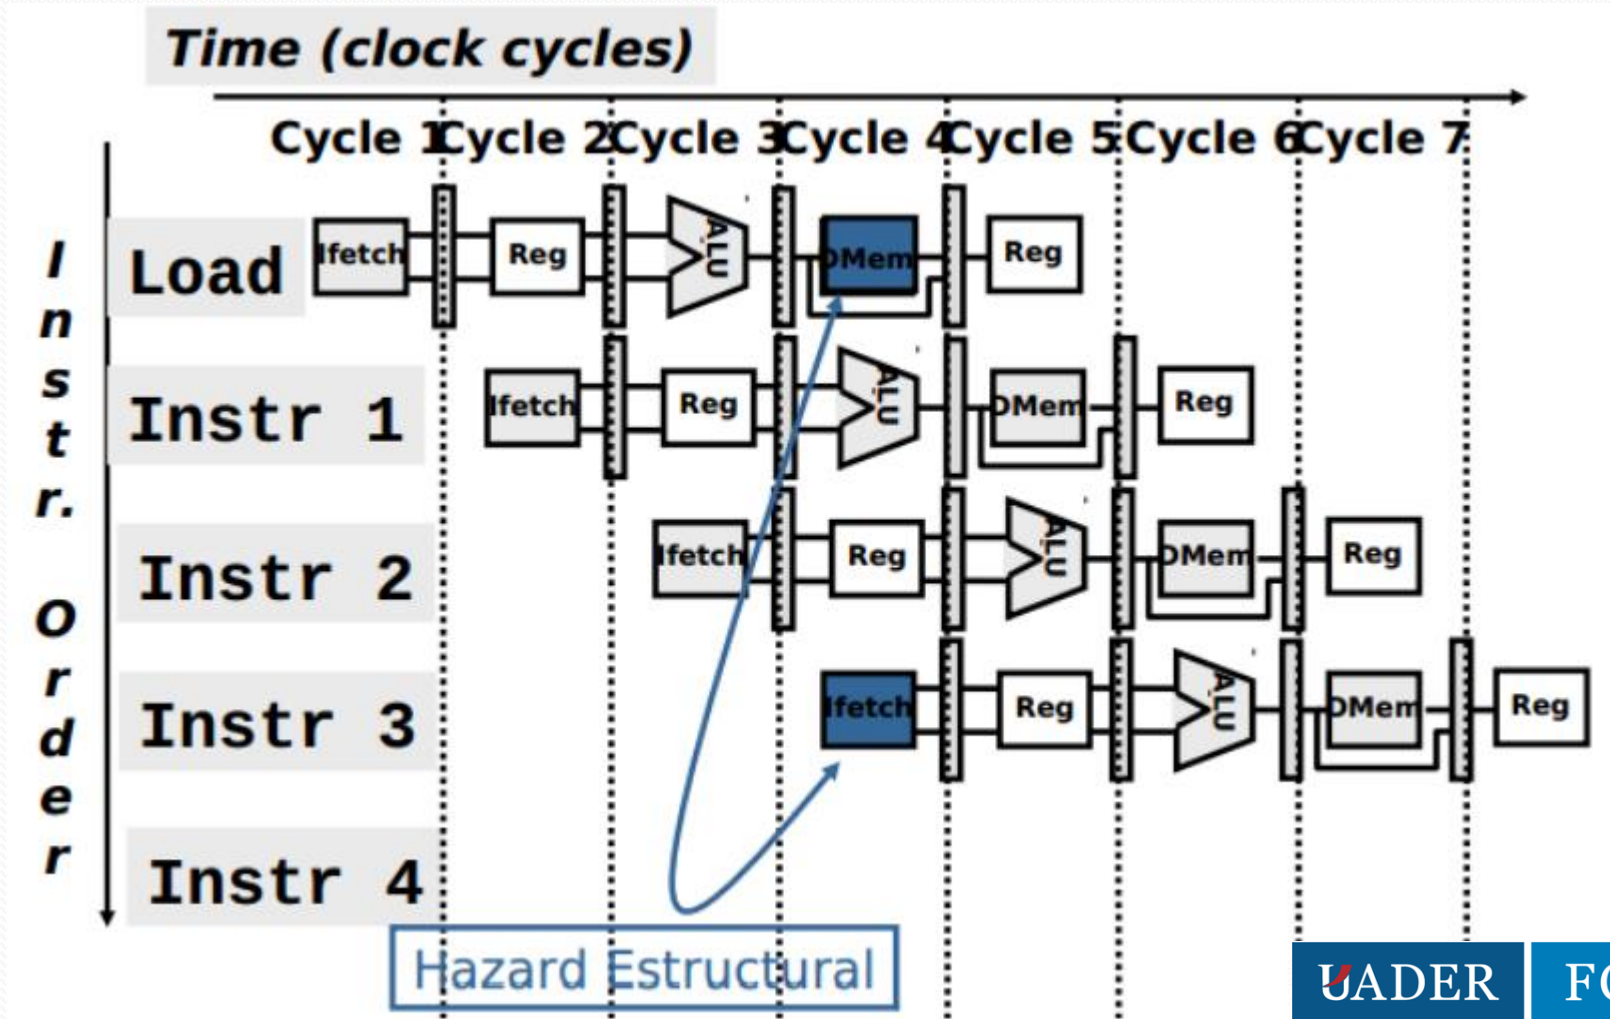 Time (clock cycles)
Cycle 1 Cycle 2 Cycle 3 Cycle 4 Cycle 5 Cycle 6 Cycle 7
Instr. Order
Load Ifetch Reg ALU DMem Reg
Instr 1 Ifetch Reg ALU DMem Reg
Instr 2 Ifetch Reg ALU DMem Reg
Instr 3 Ifetch Reg ALU DMem Reg
Instr 4
Hazard Estructural
UADER